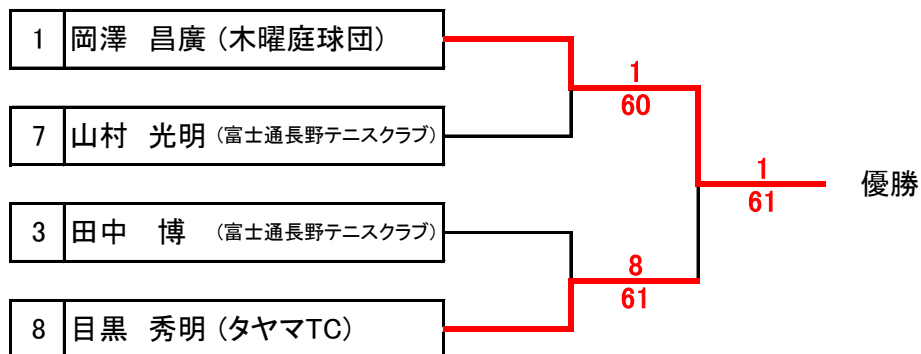 1 岡澤 昌廣 (木曜庭球団)
1
60
7 山村 光明 (富士通長野テニスクラブ)
1
61
優勝
3 田中 博 (富士通長野テニスクラブ)
8
61
8 目黒 秀明 (タヤマTC)